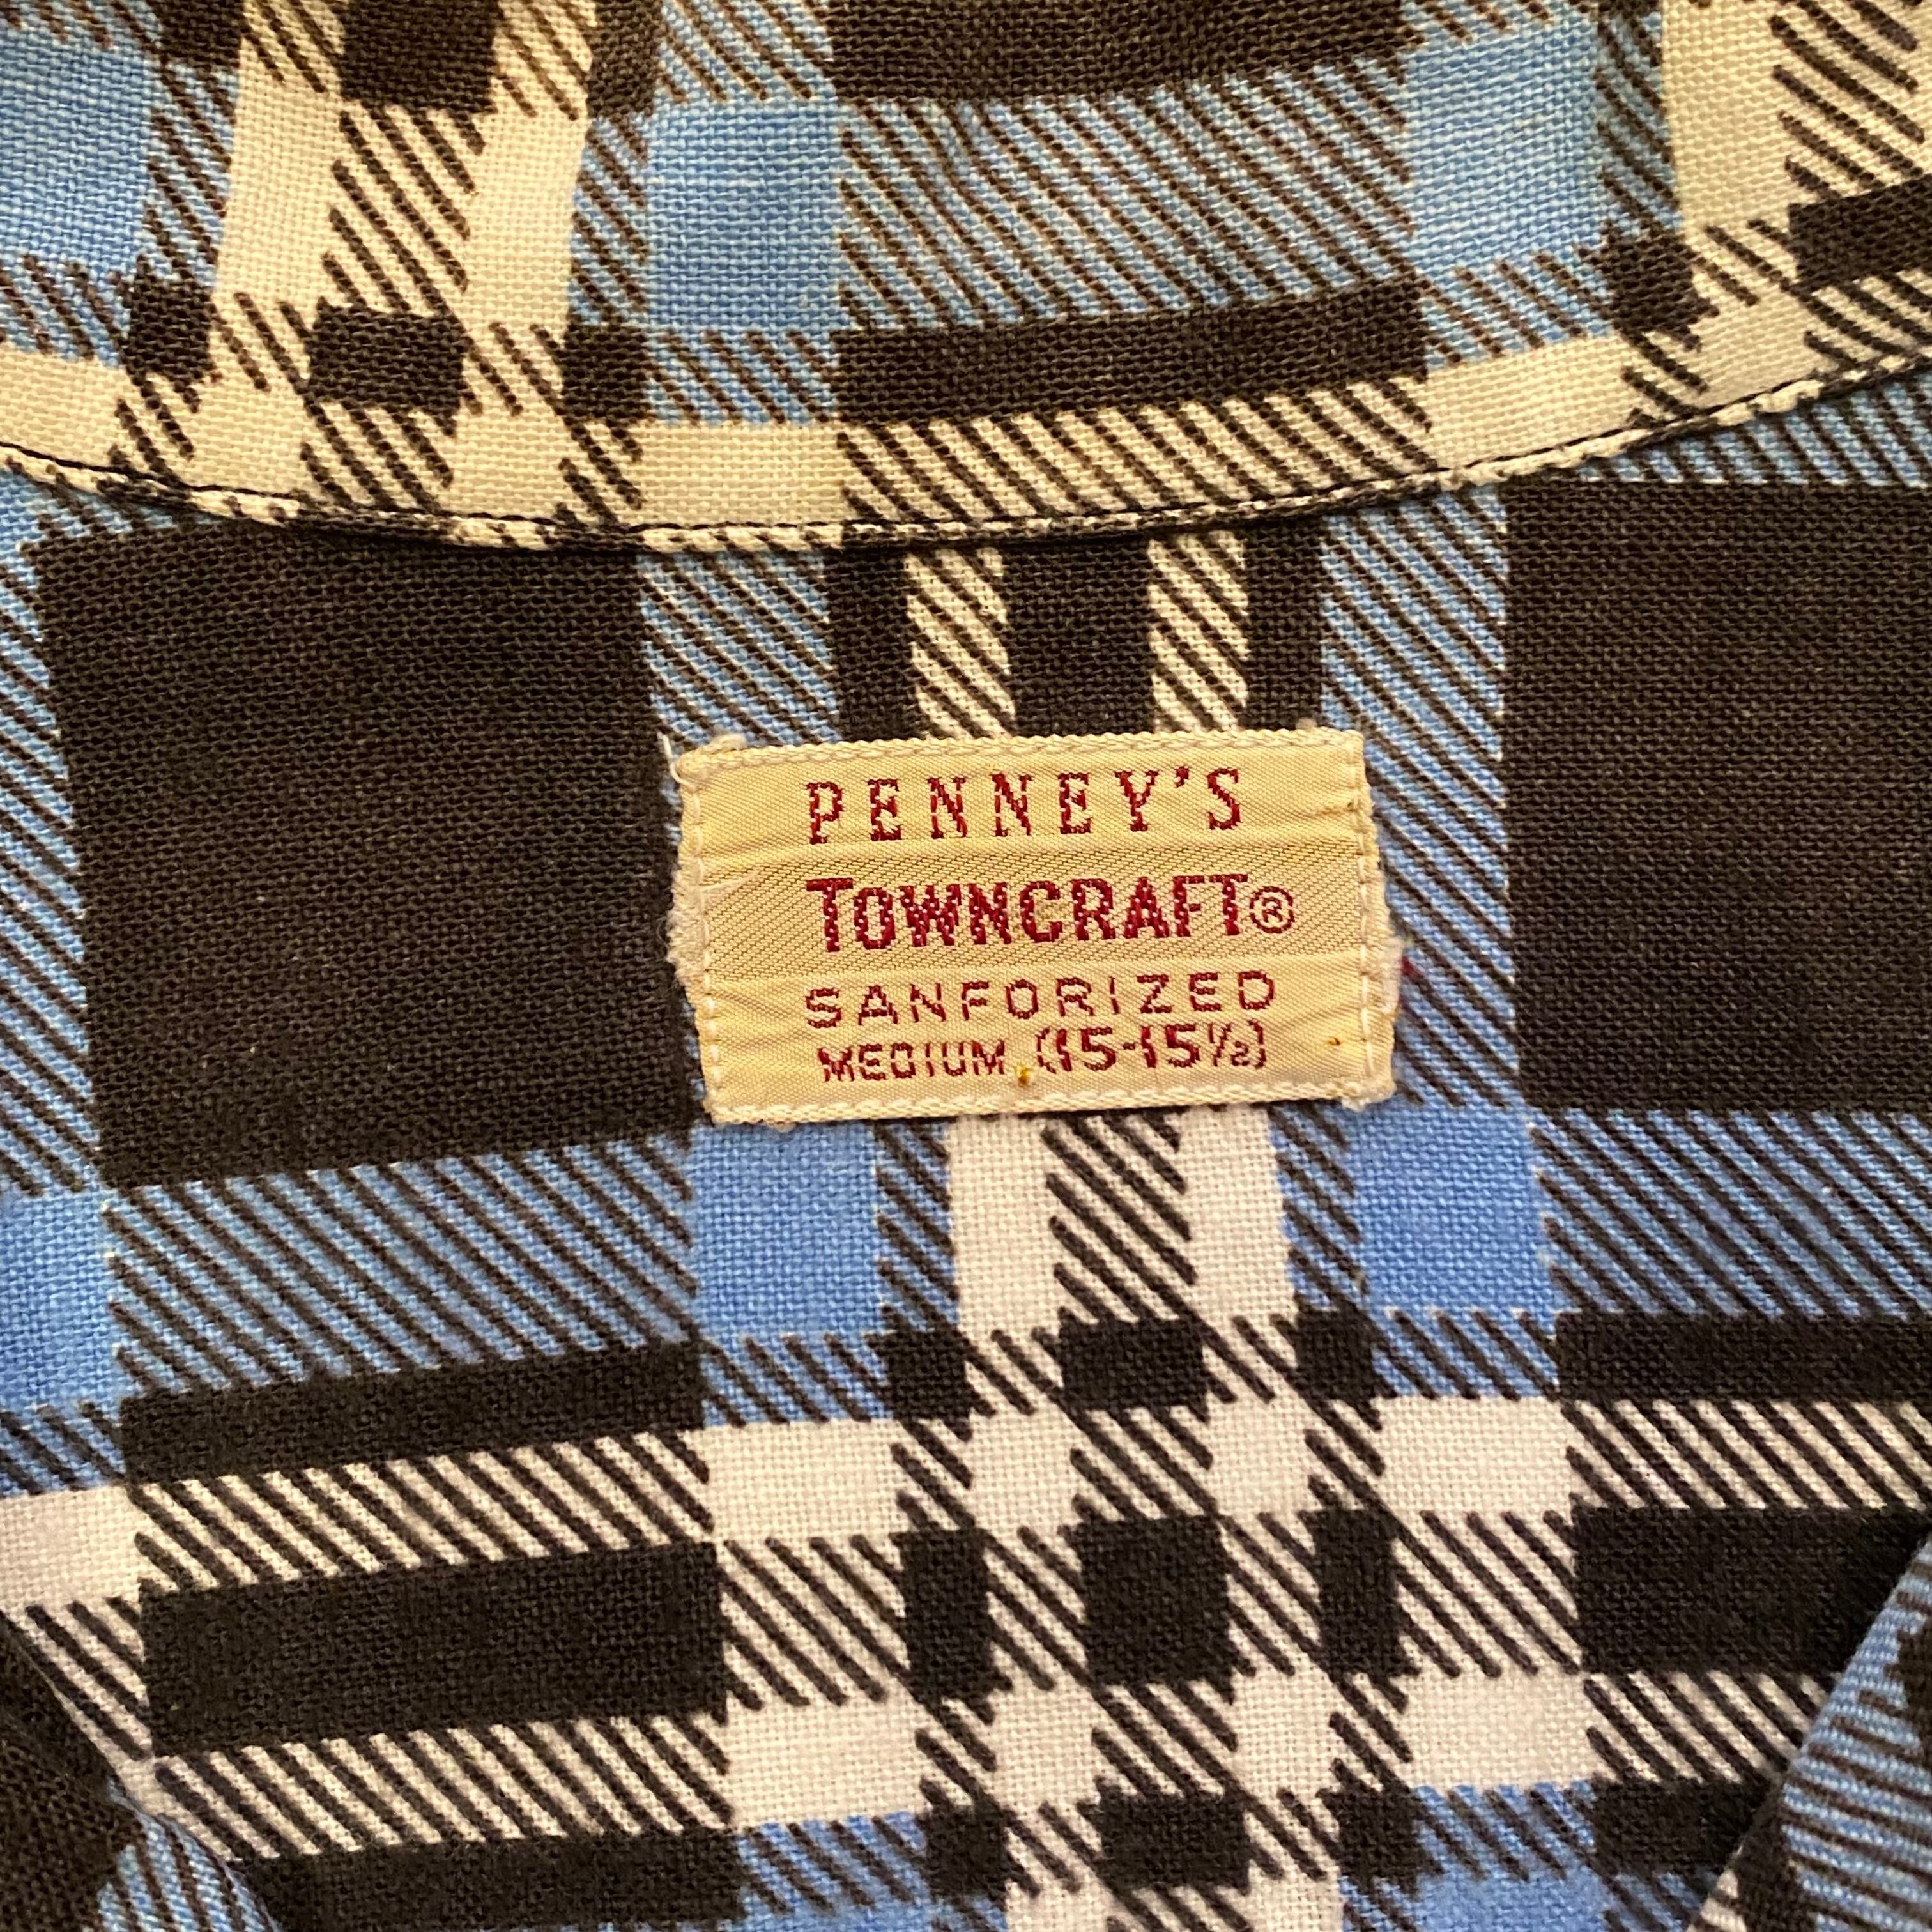 PENNEY'S
TOWNCRAFT®
SANFORIZED
MEDIUM (15-15½)